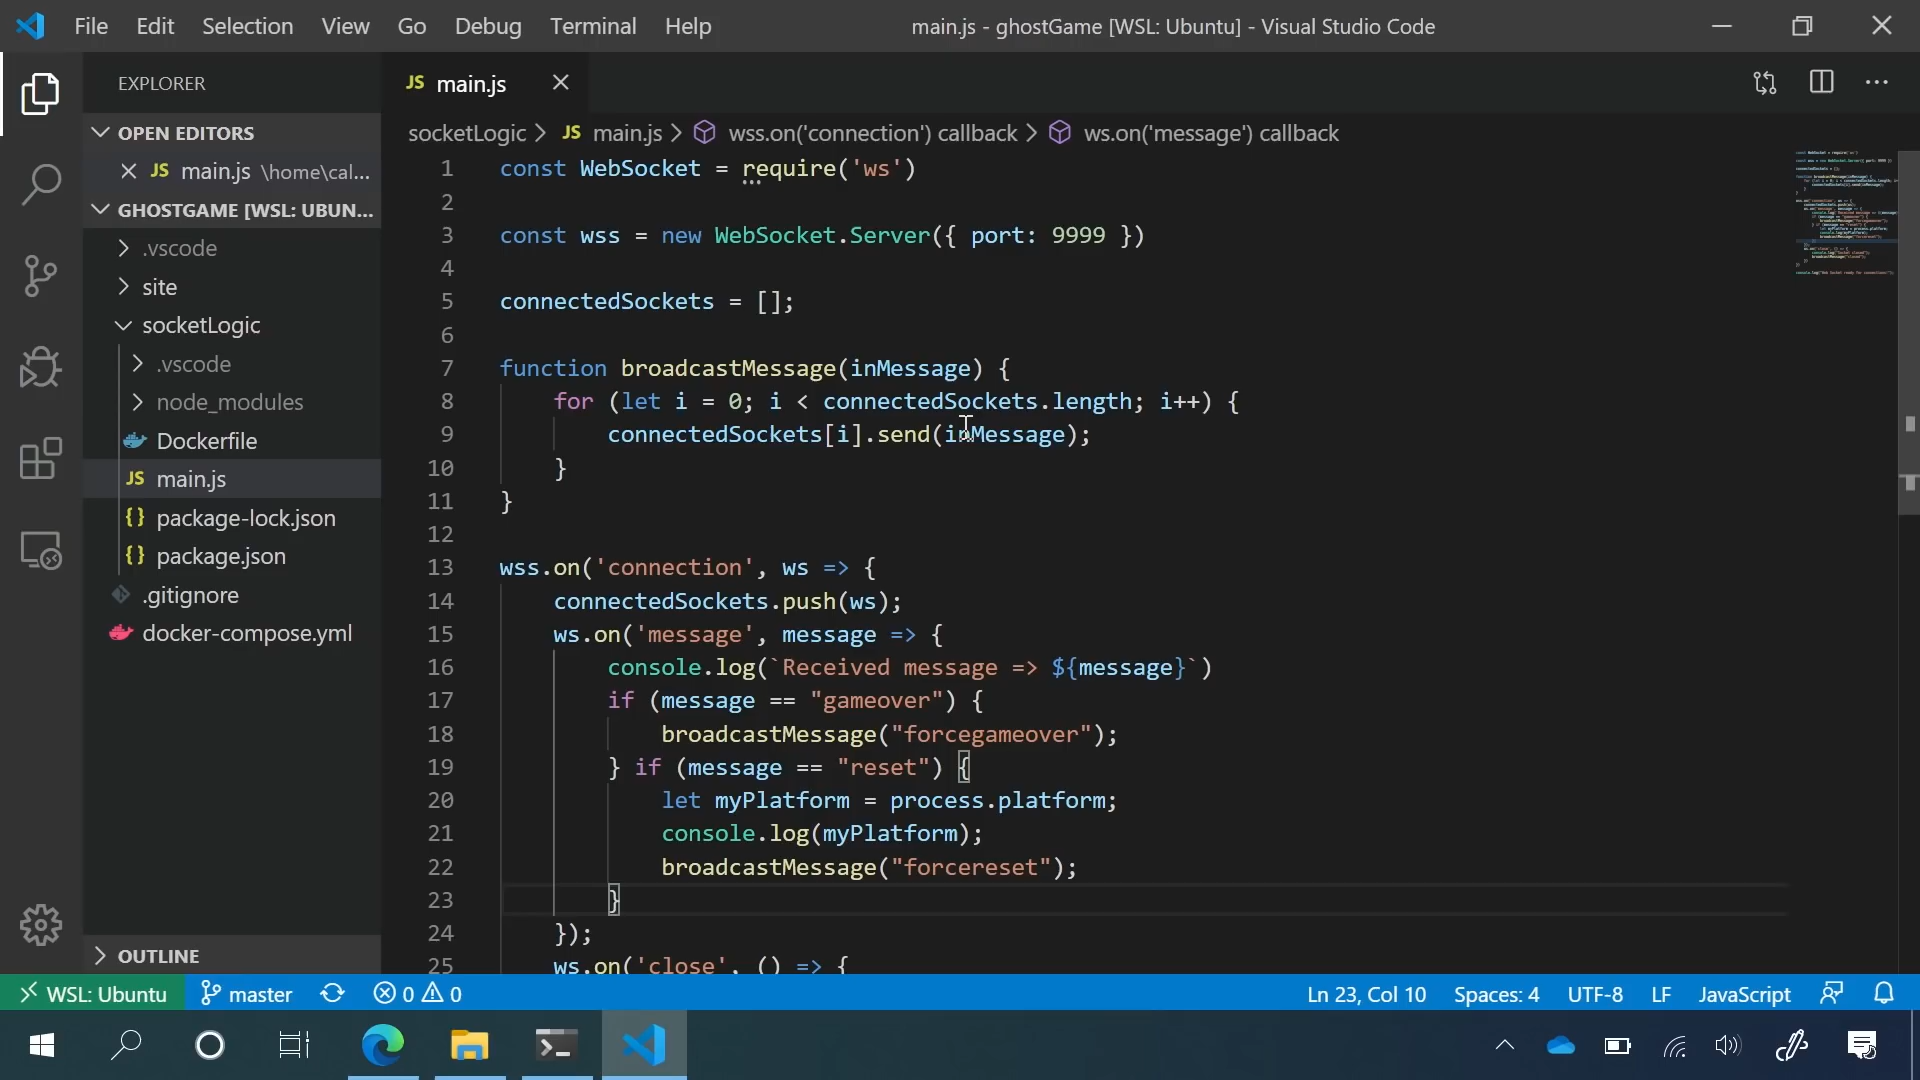 File Edit Selection View Go Debug Terminal Help
main.js - ghostGame [WSL: Ubuntu] - Visual Studio Code
EXPLORER
OPEN EDITORS
JS main.js \home\cal...
GHOSTGAME [WSL: UBUN...
.vscode
site
socketLogic
.vscode
node_modules
Dockerfile
JS main.js
{} package-lock.json
{} package.json
.gitignore
docker-compose.yml
OUTLINE
JS main.js
socketLogic > JS main.js > wss.on('connection') callback > ws.on('message') callback
1 const WebSocket = require('ws')
2
3 const wss = new WebSocket.Server({ port: 9999 })
4
5 connectedSockets = [];
6
7 function broadcastMessage(inMessage) {
8 for (let i = 0; i < connectedSockets.length; i++) {
9 connectedSockets[i].send(inMessage);
10 }
11 }
12
13 wss.on('connection', ws => {
14 connectedSockets.push(ws);
15 ws.on('message', message => {
16 console.log(`Received message => ${message}`)
17 if (message == "gameover") {
18 broadcastMessage("forcegameover");
19 } if (message == "reset") {
20 let myPlatform = process.platform;
21 console.log(myPlatform);
22 broadcastMessage("forcereset");
23 }
24 });
25 ws.on('close', () => {
WSL: Ubuntu master 0 0 Ln 23, Col 10 Spaces: 4 UTF-8 LF JavaScript